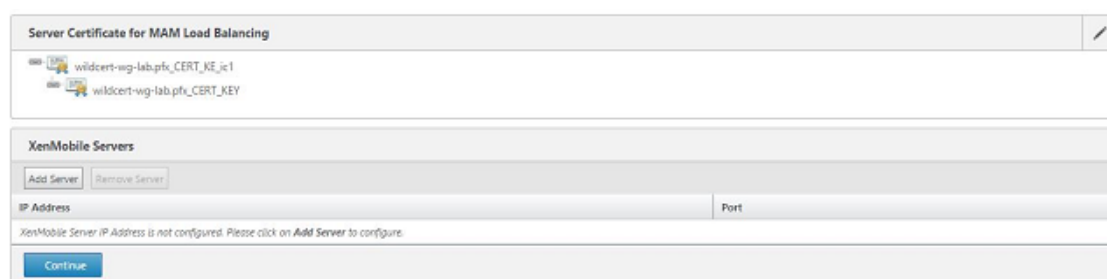 Server Certificate for MAM Load Balancing
wildcert-wg-lab.pfx_CERT_KE_ic1
wildcert-wg-lab.pfx_CERT_KEY
XenMobile Servers
Add Server Remove Server
IP Address Port
XenMobile Server IP Address is not configured. Please click on Add Server to configure.
Continue